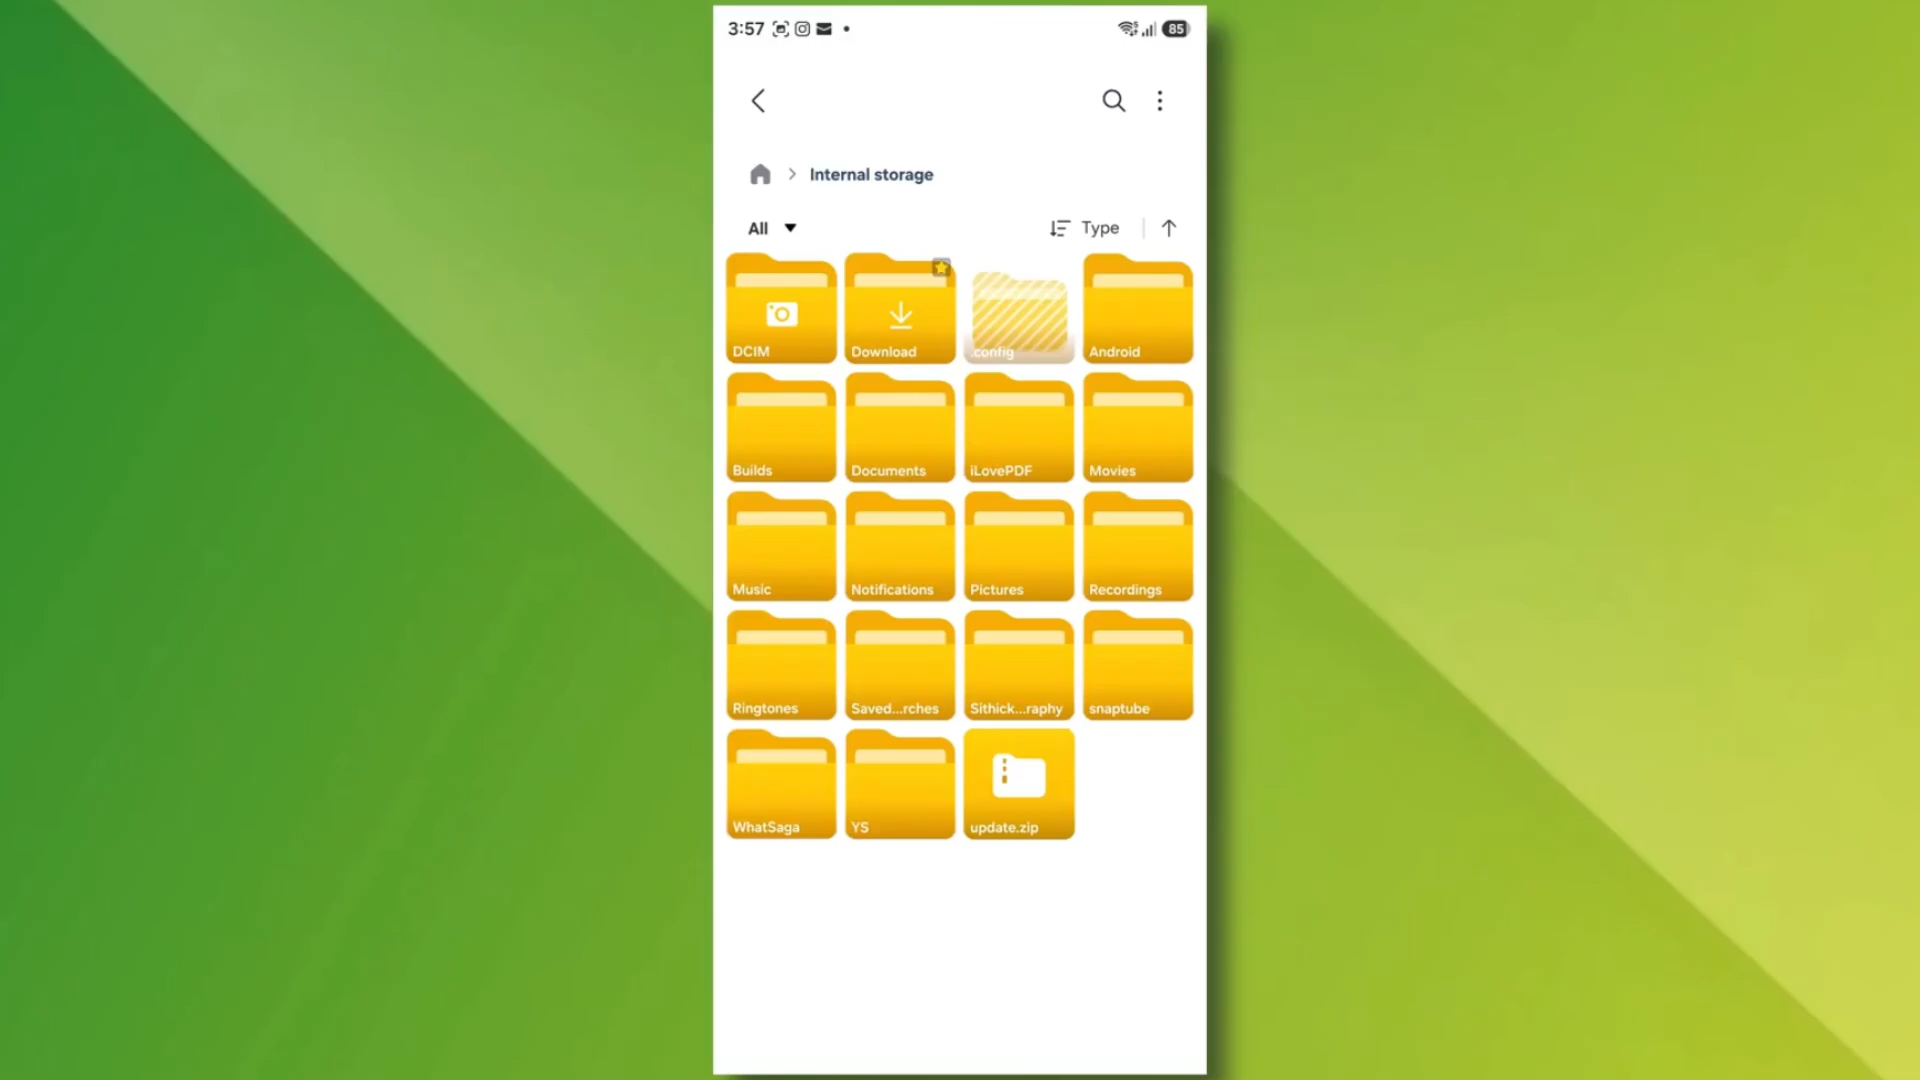 3:57
85
Internal storage
All
Type
DCIM
Download
.config
Android
Builds
Documents
iLovePDF
Movies
Music
Notifications
Pictures
Recordings
Ringtones
Saved...rches
Sithick...raphy
snaptube
WhatSaga
YS
update.zip